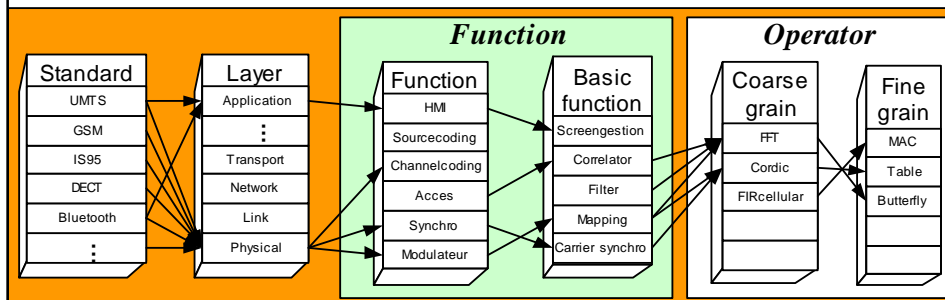 Function
Operator
Standard
UMTS
GSM
IS95
DECT
Bluetooth
⋮
Layer
Application
⋮
Transport
Network
Link
Physical
Function
HMI
Sourcecoding
Channelcoding
Acces
Synchro
Modulateur
Basic
function
Screengestion
Correlator
Filter
Mapping
Carrier synchro
Coarse
grain
FFT
Cordic
FIRcellular
Fine
grain
MAC
Table
Butterfly